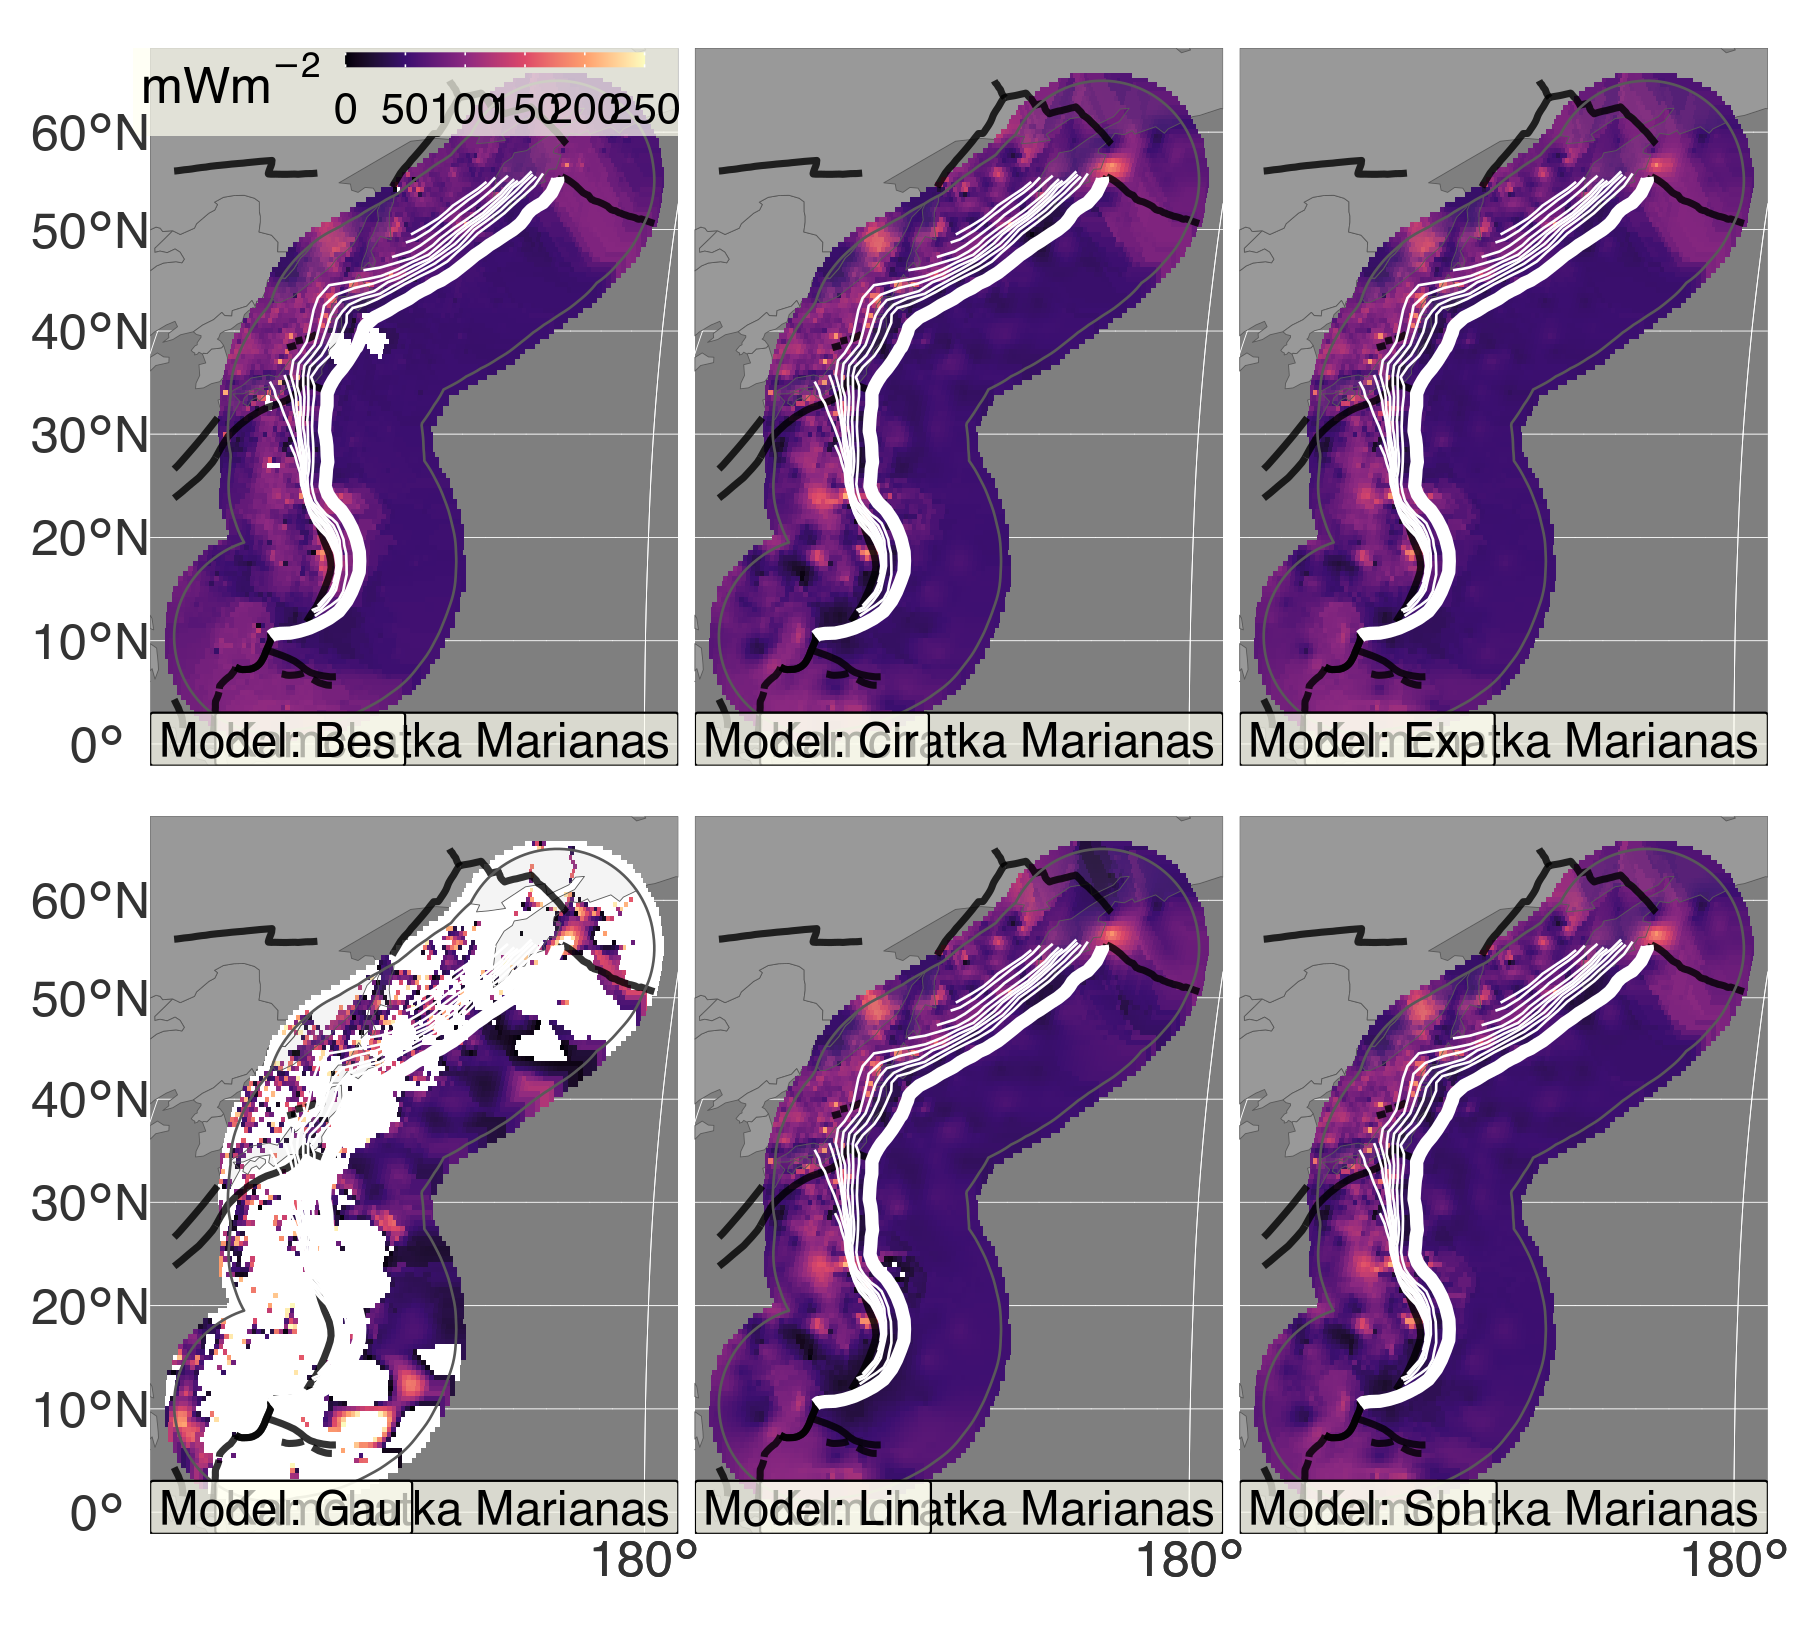 mWm−2
0 50 100 150 200 250
60°N
50°N
40°N
30°N
20°N
10°N
0°
Model: Bes tka Marianas
Model: Cir atka Marianas
Model: Exp tka Marianas
60°N
50°N
40°N
30°N
20°N
10°N
0°
Model: Gau tka Marianas
Model: Lin atka Marianas
Model: Sph tka Marianas
180° 180° 180°